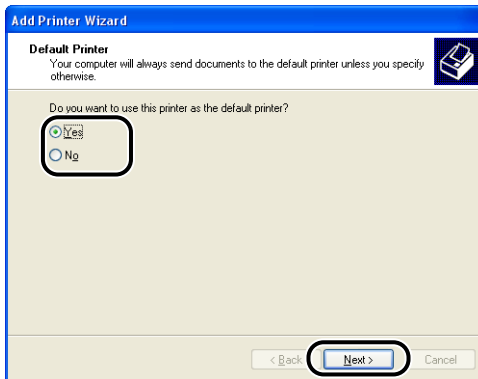 Add Printer Wizard
Default Printer
Your computer will always send documents to the default printer unless you specify
otherwise.
Do you want to use this printer as the default printer?
Yes
No
< Back
Next >
Cancel